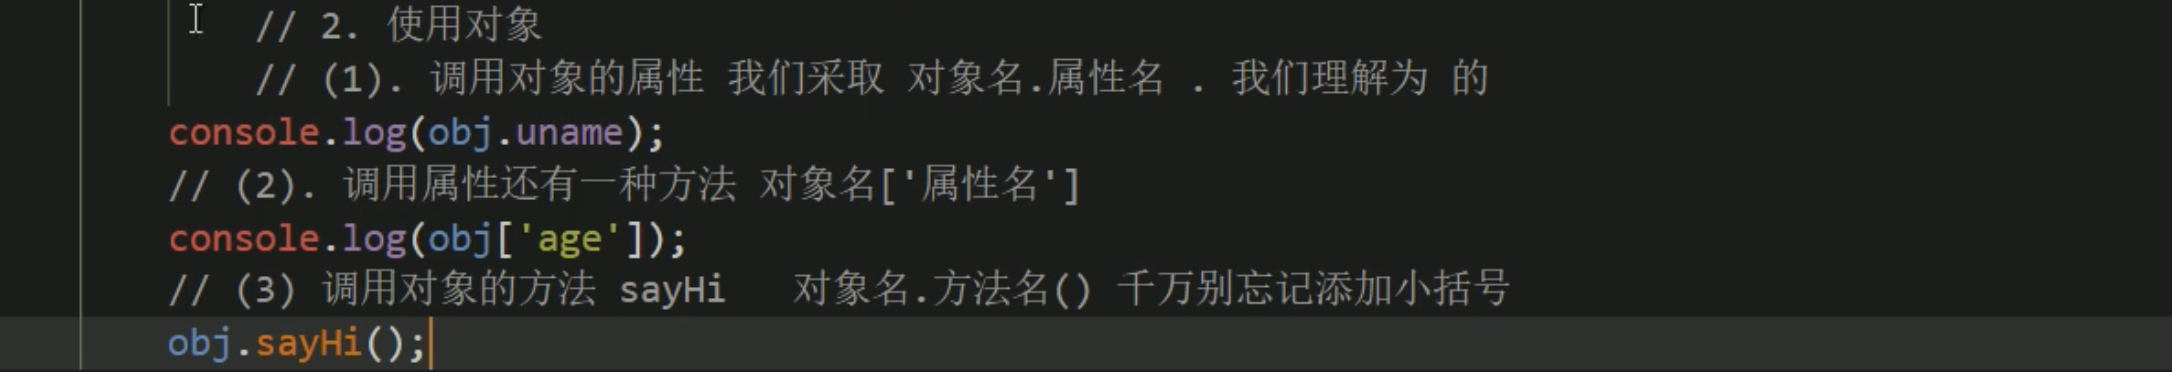 // 2. 使用对象
// (1). 调用对象的属性 我们采取 对象名.属性名 . 我们理解为 的
console.log(obj.uname);
// (2). 调用属性还有一种方法 对象名['属性名']
console.log(obj['age']);
// (3) 调用对象的方法 sayHi   对象名.方法名() 千万别忘记添加小括号
obj.sayHi();